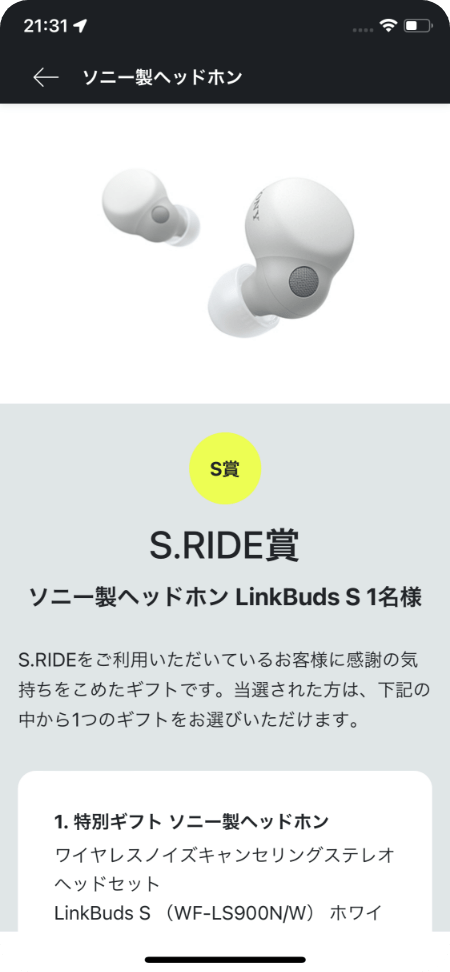 21:31
ソニー製ヘッドホン
SONY
S賞
S.RIDE賞
ソニー製ヘッドホン LinkBuds S 1名様
S.RIDEをご利用いただいているお客様に感謝の気
持ちをこめたギフトです。当選された方は、下記の
中から1つのギフトをお選びいただけます。
1. 特別ギフト ソニー製ヘッドホン
ワイヤレスノイズキャンセリングステレオ
ヘッドセット
LinkBuds S （WF-LS900N/W） ホワイ